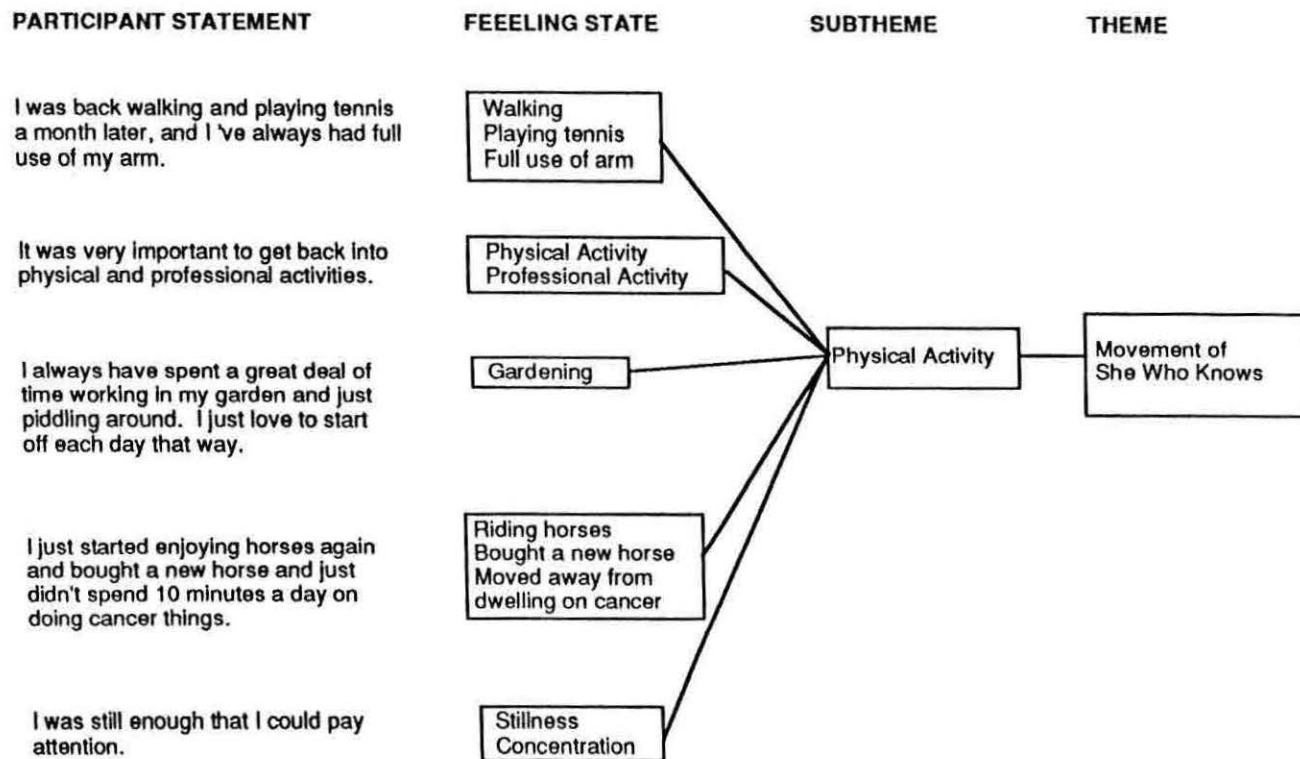 PARTICIPANT STATEMENT
FEEELING STATE
SUBTHEME
THEME
I was back walking and playing tennis
a month later, and I 've always had full
use of my arm.
Walking
Playing tennis
Full use of arm
It was very important to get back into
physical and professional activities.
Physical Activity
Professional Activity
I always have spent a great deal of
time working in my garden and just
piddling around. I just love to start
off each day that way.
Gardening
Physical Activity
Movement of
She Who Knows
I just started enjoying horses again
and bought a new horse and just
didn't spend 10 minutes a day on
doing cancer things.
Riding horses
Bought a new horse
Moved away from
dwelling on cancer
I was still enough that I could pay
attention.
Stillness
Concentration